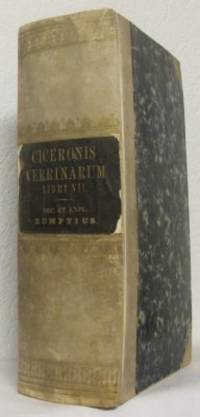 CICERONIS
VERRINARUM
LIBRI VII.
REC. ET EXPL.
ZUMPTIUS.